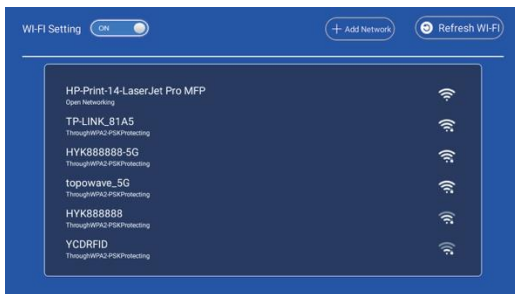 WI-FI Setting ON + Add Network Refresh WI-FI
HP-Print-14-LaserJet Pro MFP
Open Networking
TP-LINK_81A5
ThroughWPA2-PSKProtecting
HYK888888-5G
ThroughWPA2-PSKProtecting
topowave_5G
ThroughWPA2-PSKProtecting
HYK888888
ThroughWPA2-PSKProtecting
YCDRFID
ThroughWPA2-PSKProtecting